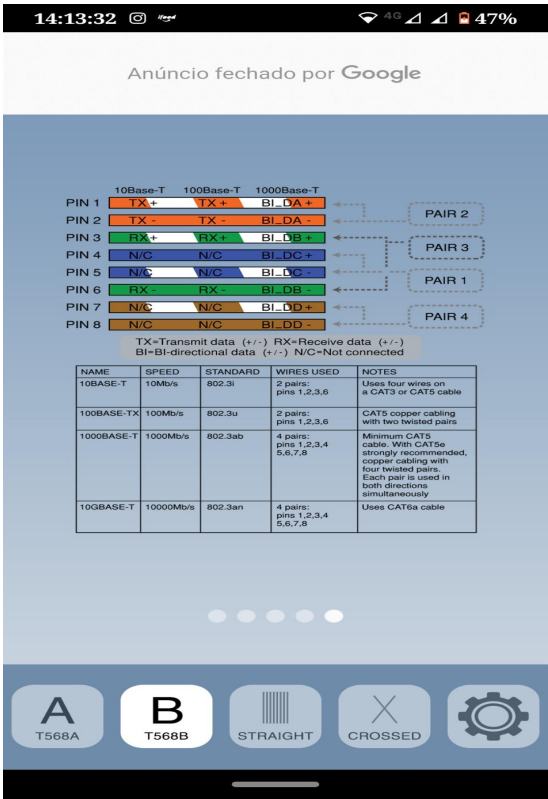 14:13:32 ifood 4G 47%
Anúncio fechado por Google
10Base-T 100Base-T 1000Base-T
PIN 1 TX + TX + BI_DA +
PIN 2 TX - TX - BI_DA -
PAIR 2
PIN 3 RX+ RX+ BI_DB +
PIN 4 N/C N/C BI_DC +
PAIR 3
PIN 5 N/C N/C BI_DC -
PIN 6 RX - RX - BI_DB -
PAIR 1
PIN 7 N/C N/C BI_DD +
PIN 8 N/C N/C BI_DD -
PAIR 4
TX=Transmit data (+/-) RX=Receive data (+/-)
BI=BI-directional data (+/-) N/C=Not connected
NAME SPEED STANDARD WIRES USED NOTES
10BASE-T 10Mb/s 802.3i 2 pairs: Uses four wires on
pins 1,2,3,6 a CAT3 or CAT5 cable
100BASE-TX 100Mb/s 802.3u 2 pairs: CAT5 copper cabling
pins 1,2,3,6 with two twisted pairs
1000BASE-T 1000Mb/s 802.3ab 4 pairs: Minimum CAT5
pins 1,2,3,4 cable. With CAT5e
5,6,7,8 strongly recommended,
copper cabling with
four twisted pairs.
Each pair is used in
both directions
simultaneously
10GBASE-T 10000Mb/s 802.3an 4 pairs: Uses CAT6a cable
pins 1,2,3,4
5,6,7,8
A B
T568A T568B STRAIGHT CROSSED